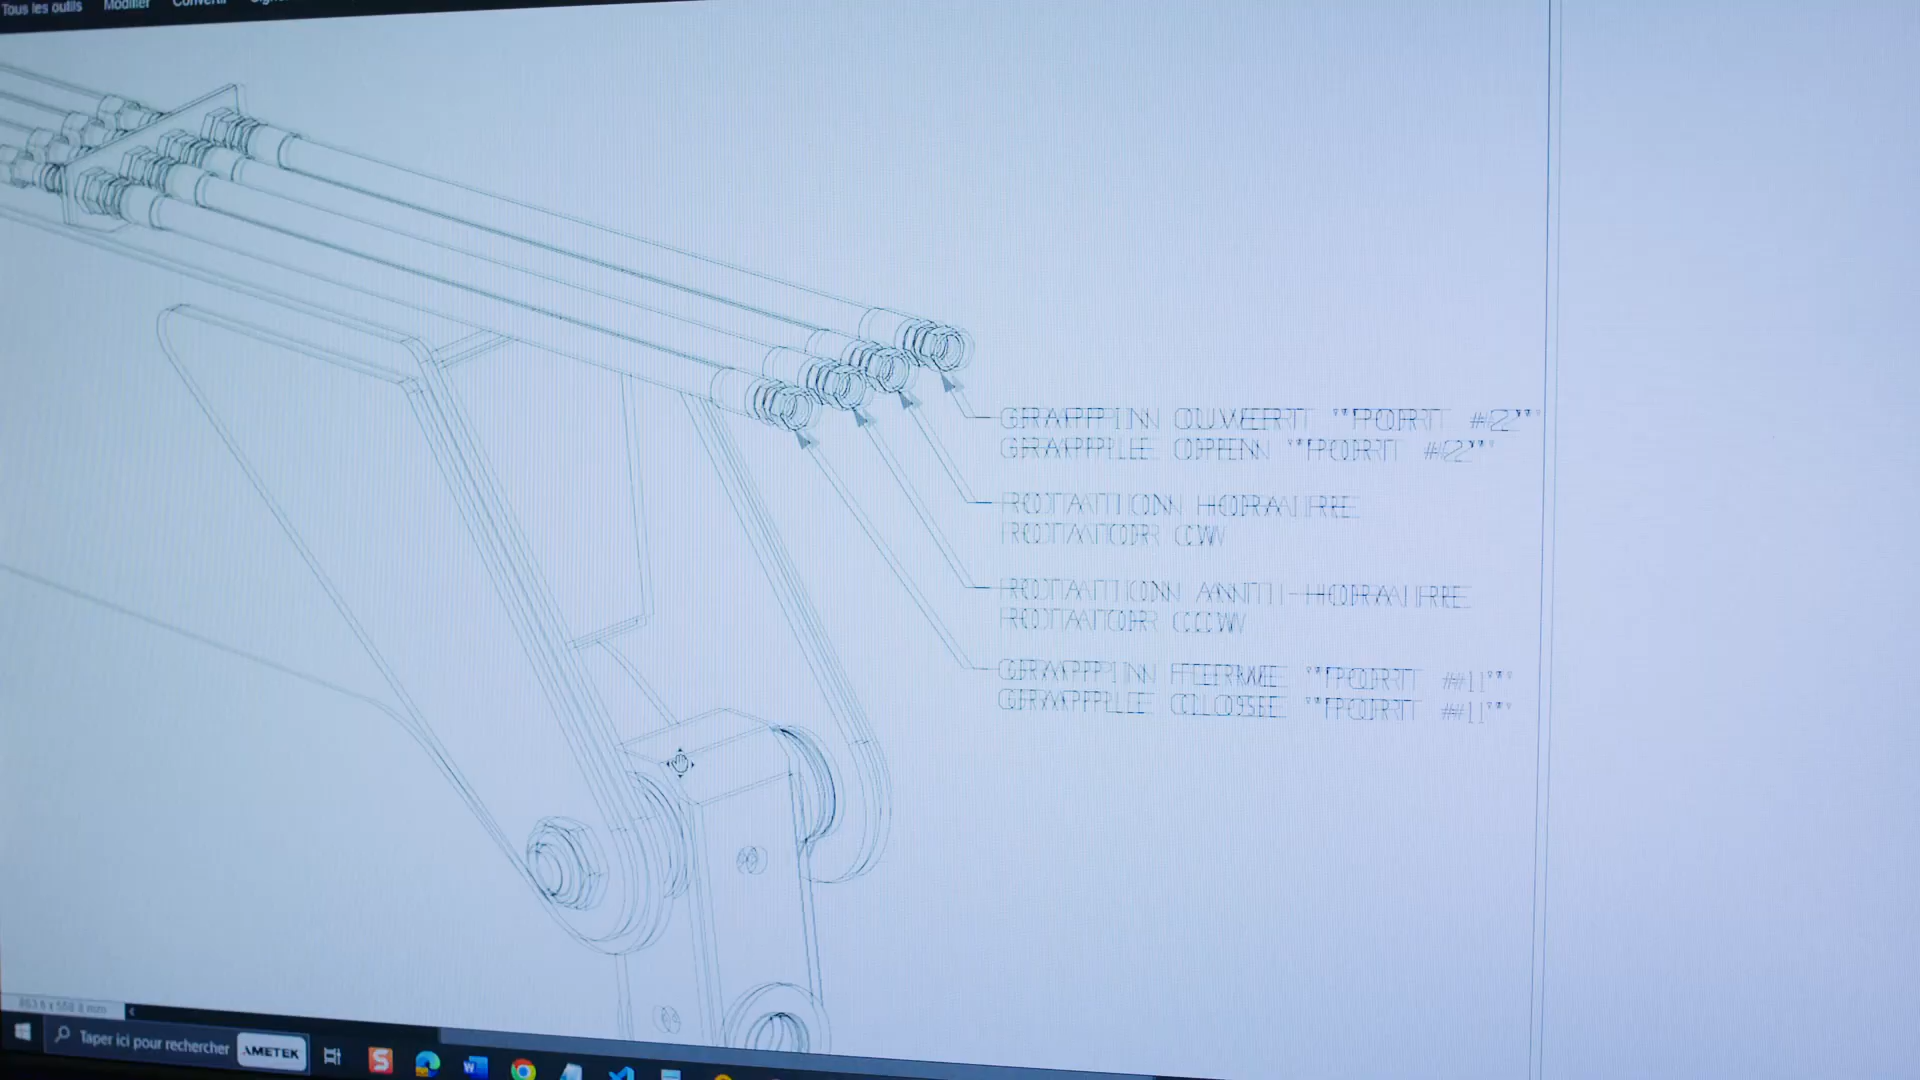 Tous les outils Modifier Convertir
GRAPPIN OUVERT "PORT #2"
GRAPPLE OPEN "PORT #2"
ROTATION HORAIRE
ROTATOR CW
ROTATION ANTI-HORAIRE
ROTATOR CCW
GRAPPIN FERME "PORT #1"
GRAPPLE CLOSE "PORT #1"
Taper ici pour rechercher
AMETEK